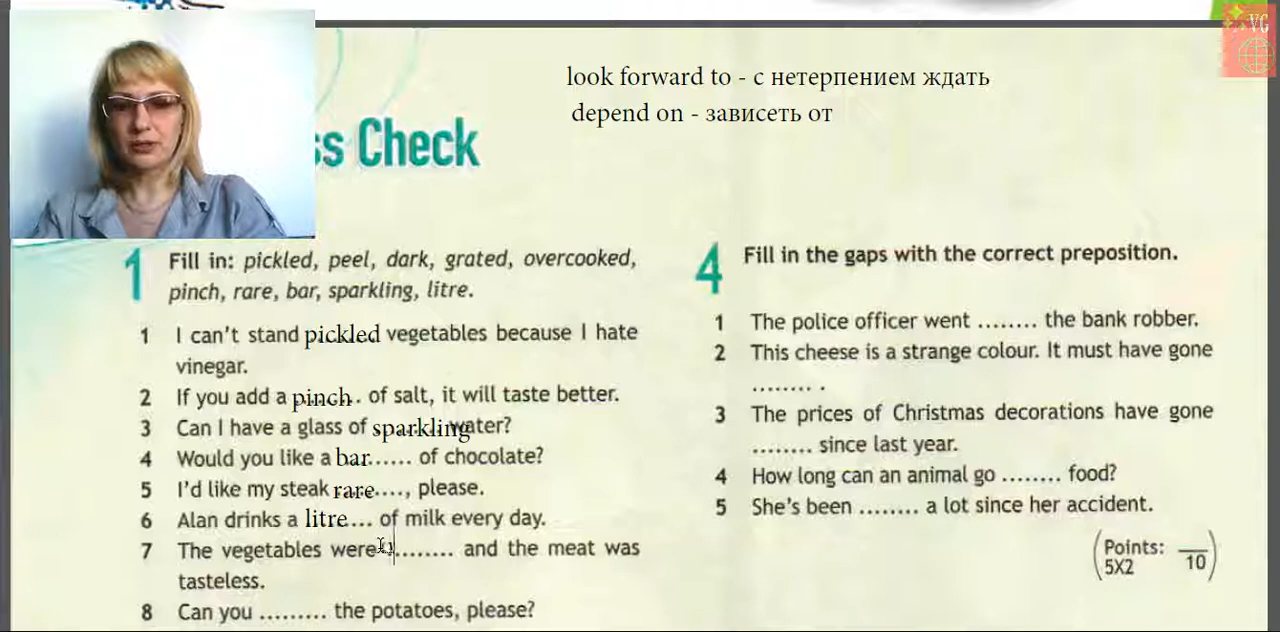 VG
look forward to - с нетерпением ждать
depend on - зависеть от
ss Check
1 Fill in: pickled, peel, dark, grated, overcooked,
pinch, rare, bar, sparkling, litre.
1 I can't stand pickled vegetables because I hate
vinegar.
2 If you add a pinch. of salt, it will taste better.
3 Can I have a glass of sparkling water?
4 Would you like a bar...... of chocolate?
5 I'd like my steak rare...., please.
6 Alan drinks a litre... of milk every day.
7 The vegetables were ........ and the meat was
tasteless.
8 Can you ......... the potatoes, please?
4 Fill in the gaps with the correct preposition.
1 The police officer went ........ the bank robber.
2 This cheese is a strange colour. It must have gone
........ .
3 The prices of Christmas decorations have gone
........ since last year.
4 How long can an animal go ........ food?
5 She's been ........ a lot since her accident.
(Points: __
5X2 10)